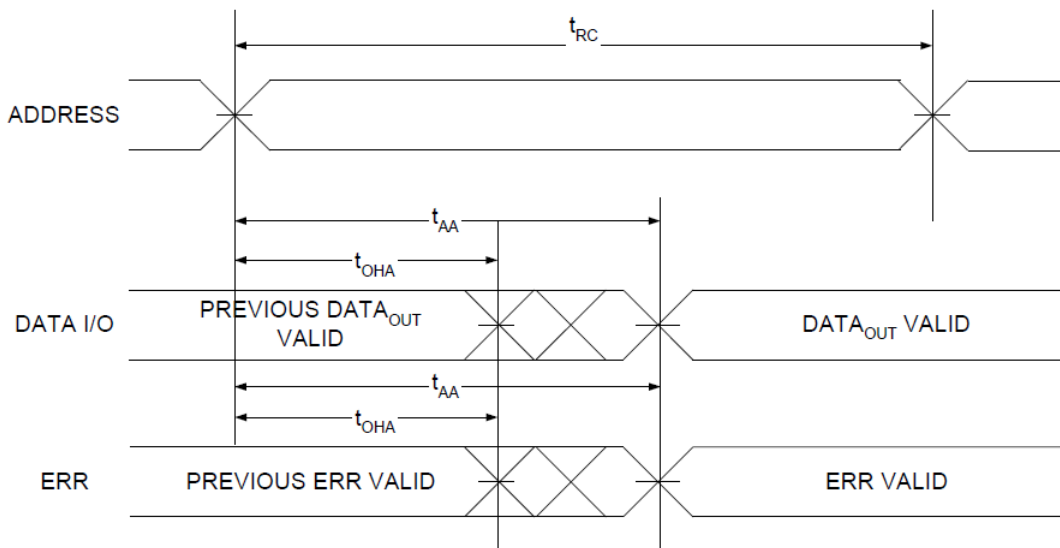 tRC
ADDRESS
tAA
tOHA
DATA I/O
PREVIOUS DATAOUT
VALID
DATAOUT VALID
tAA
tOHA
ERR
PREVIOUS ERR VALID
ERR VALID